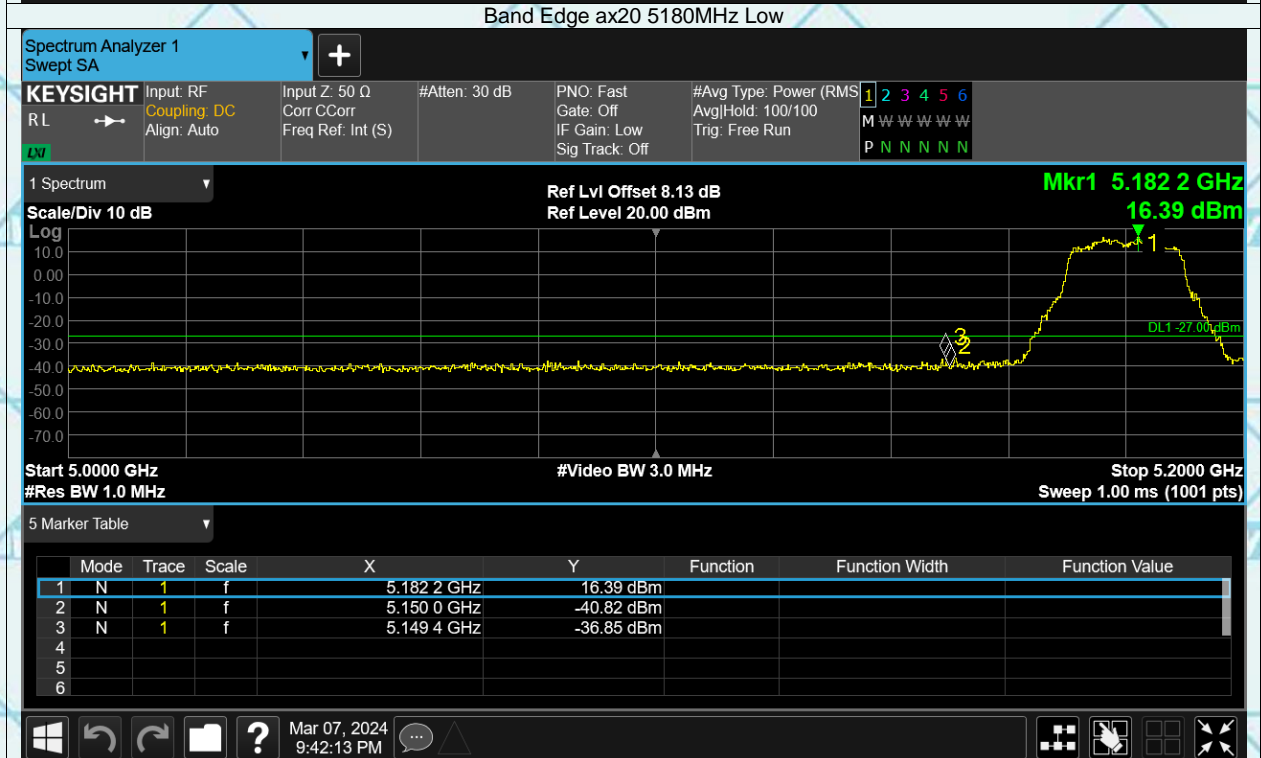 Band Edge ax20 5180MHz Low
Spectrum Analyzer 1
Swept SA
KEYSIGHT
R L
LXI
Input: RF
Coupling: DC
Align: Auto
Input Z: 50 Ω
Corr CCorr
Freq Ref: Int (S)
#Atten: 30 dB
PNO: Fast
Gate: Off
IF Gain: Low
Sig Track: Off
#Avg Type: Power (RMS
Avg|Hold: 100/100
Trig: Free Run
1 2 3 4 5 6
M W W W W W
P N N N N N
1 Spectrum
Scale/Div 10 dB
Ref Lvl Offset 8.13 dB
Ref Level 20.00 dBm
Mkr1 5.182 2 GHz
16.39 dBm
Log
10.0
0.00
-10.0
-20.0
-30.0
-40.0
-50.0
-60.0
-70.0
1
DL1 -27.00 dBm
3
2
Start 5.0000 GHz
#Res BW 1.0 MHz
#Video BW 3.0 MHz
Stop 5.2000 GHz
Sweep 1.00 ms (1001 pts)
5 Marker Table
Mode Trace Scale X Y Function Function Width Function Value
1 N 1 f 5.182 2 GHz 16.39 dBm
2 N 1 f 5.150 0 GHz -40.82 dBm
3 N 1 f 5.149 4 GHz -36.85 dBm
4
5
6
?
Mar 07, 2024
9:42:13 PM